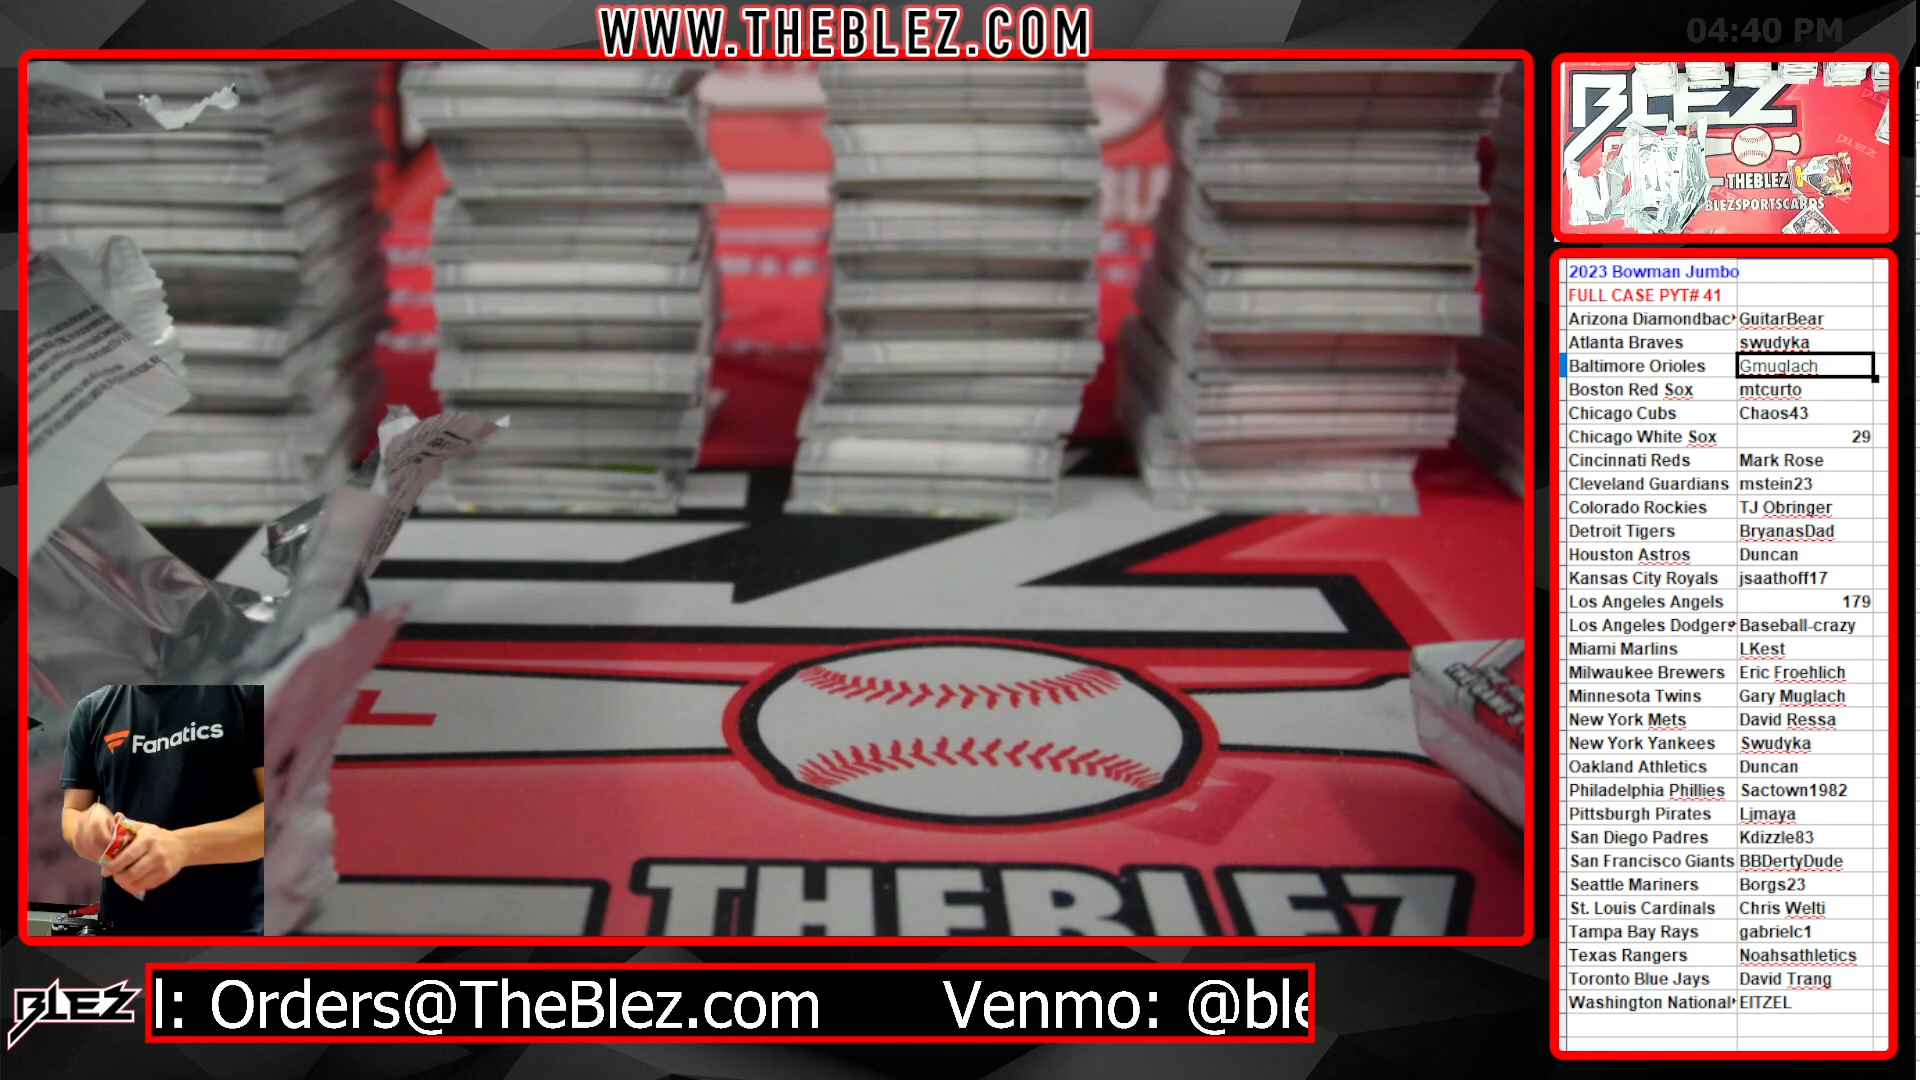 WWW.THEBLEZ.COM
04:40 PM
BLEZ
THEBLEZ
BLEZSPORTSCARDS
2023 Bowman Jumbo
FULL CASE PYT# 41
Arizona Diamondbac GuitarBear
Atlanta Braves swudyka
Baltimore Orioles Gmuglach
Boston Red Sox mtcurto
Chicago Cubs Chaos43
Chicago White Sox 29
Cincinnati Reds Mark Rose
Cleveland Guardians mstein23
Colorado Rockies TJ Obringer
Detroit Tigers BryanasDad
Houston Astros Duncan
Kansas City Royals jsaathoff17
Los Angeles Angels 179
Los Angeles Dodgers Baseball-crazy
Miami Marlins LKest
Milwaukee Brewers Eric Froehlich
Minnesota Twins Gary Muglach
New York Mets David Ressa
New York Yankees Swudyka
Oakland Athletics Duncan
Philadelphia Phillies Sactown1982
Pittsburgh Pirates Ljmaya
San Diego Padres Kdizzle83
San Francisco Giants BBDertyDude
Seattle Mariners Borgs23
St. Louis Cardinals Chris Welti
Tampa Bay Rays gabrielc1
Texas Rangers Noahsathletics
Toronto Blue Jays David Trang
Washington National EITZEL
Fanatics
THEBLEZ
BLEZ
l: Orders@TheBlez.com Venmo: @ble